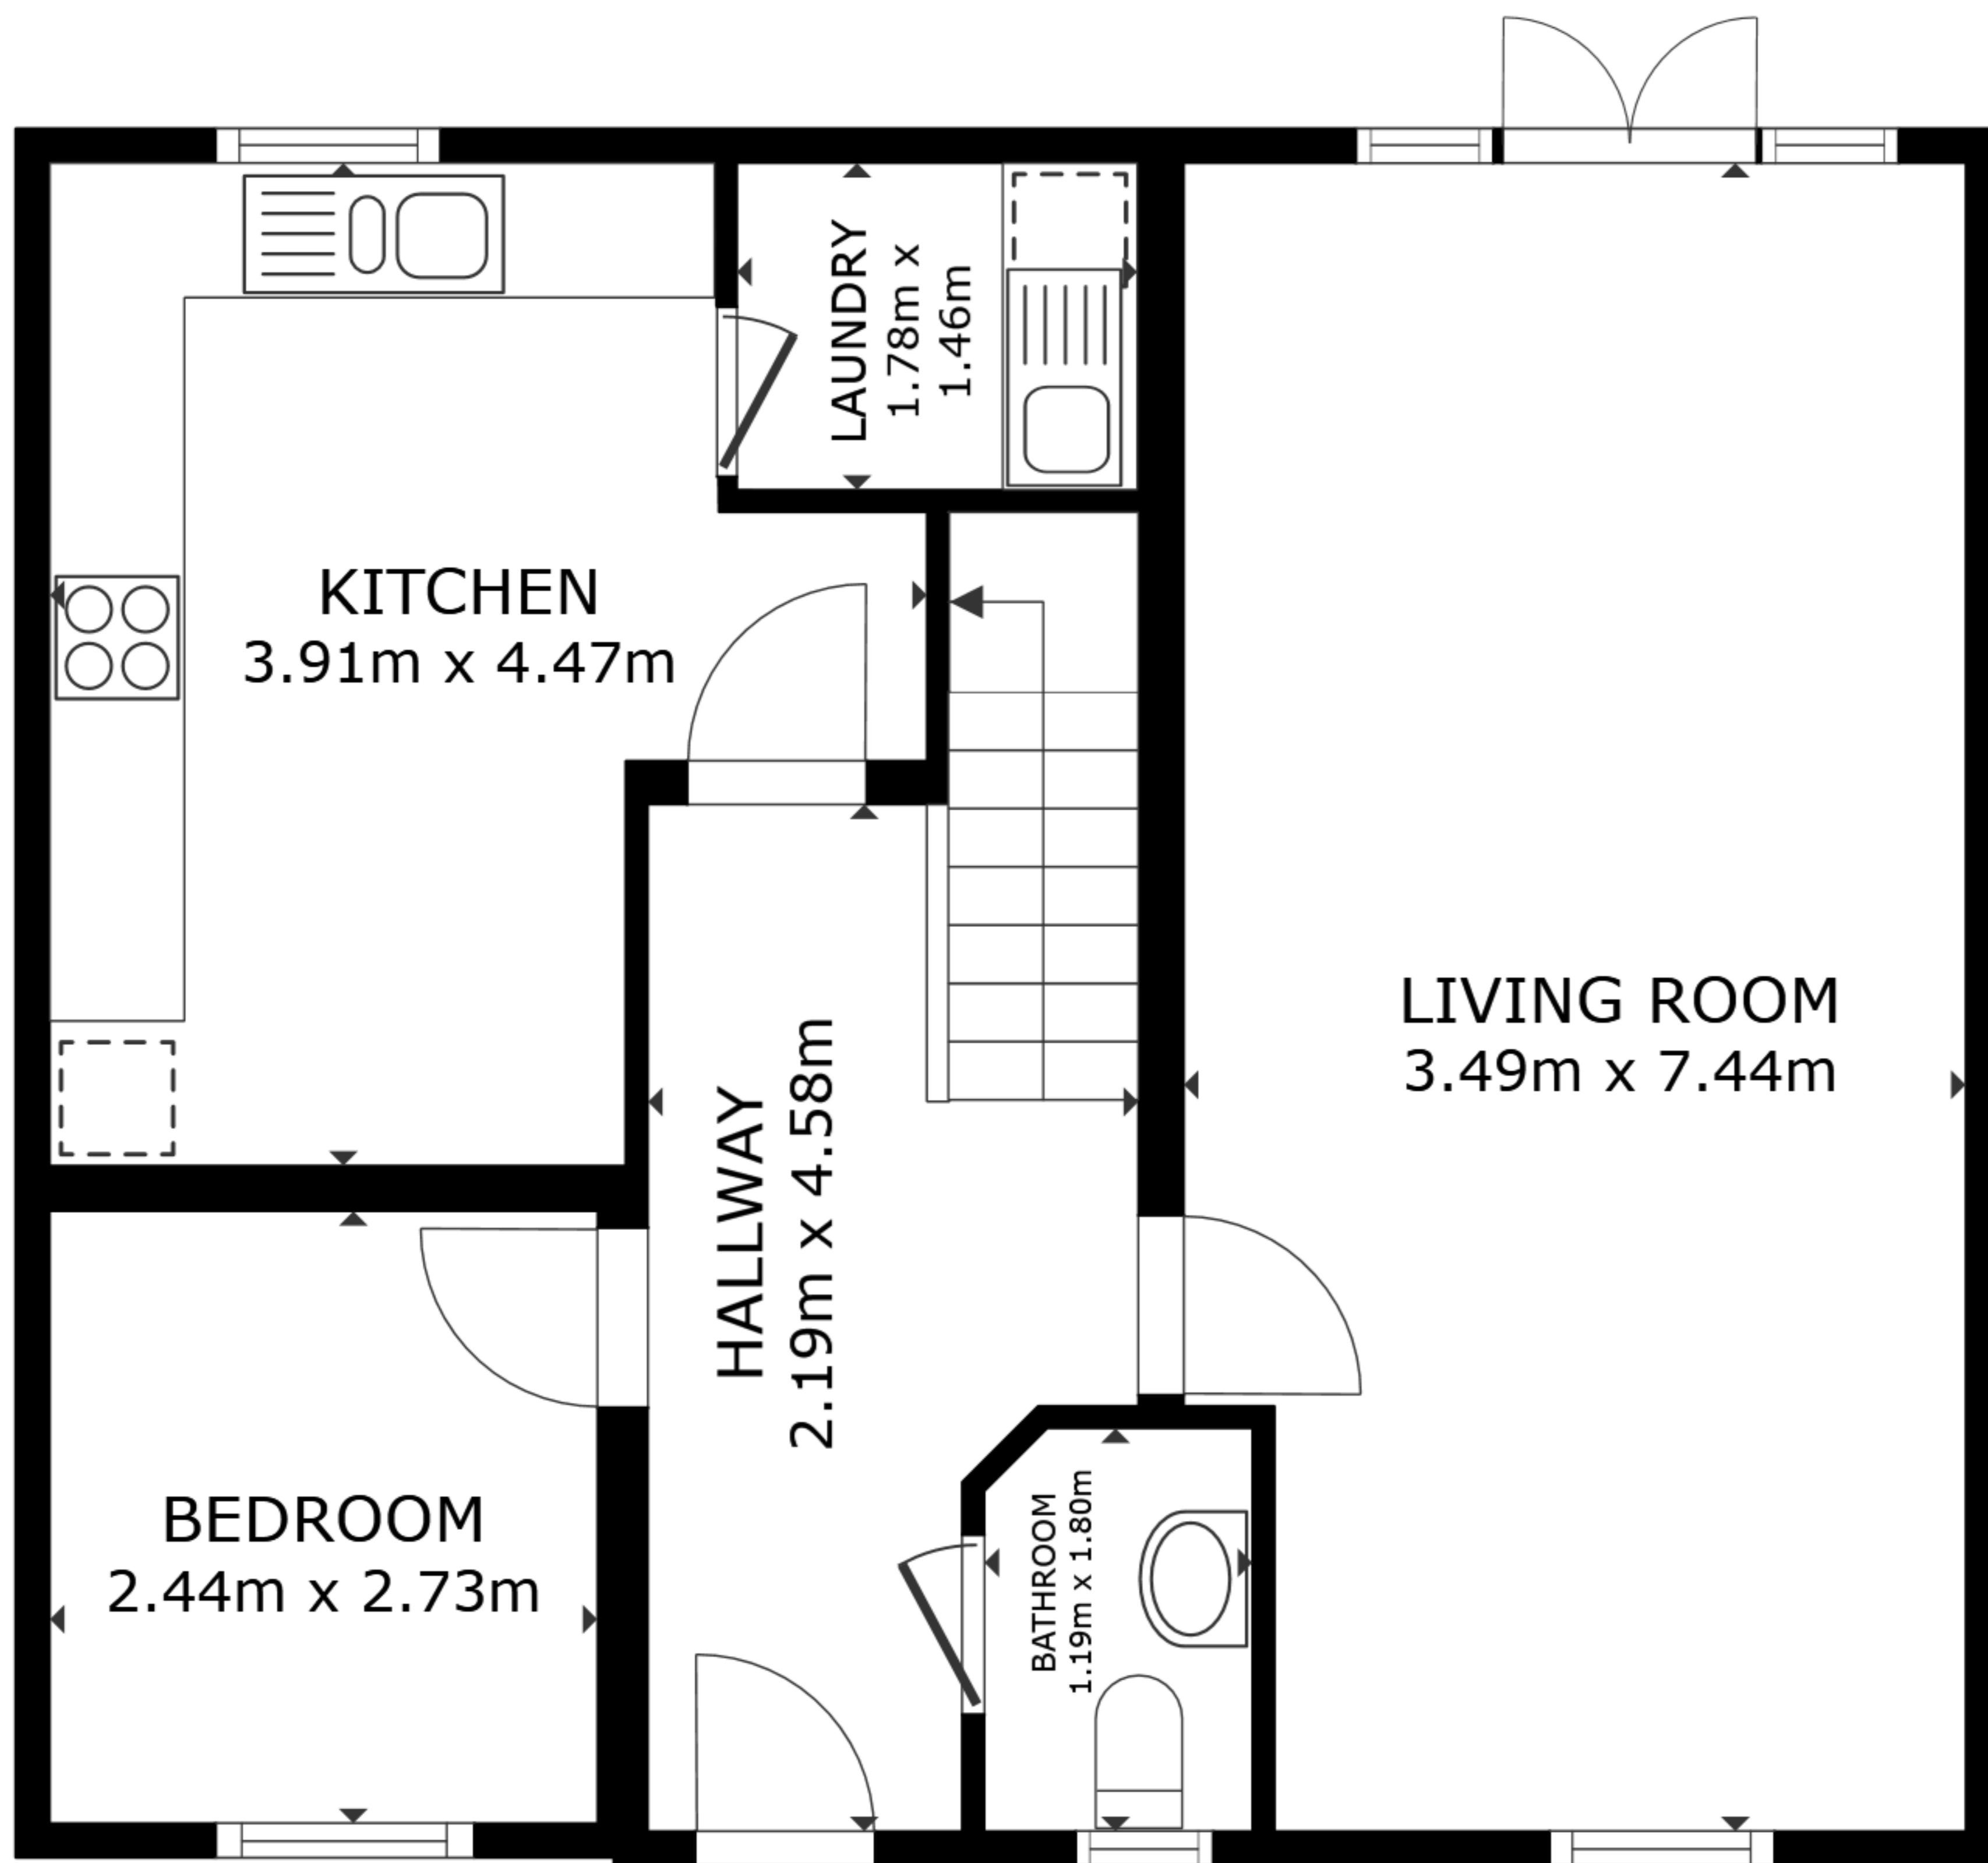 LAUNDRY
1.78m x
1.46m
KITCHEN
3.91m x 4.47m
LIVING ROOM
3.49m x 7.44m
HALLWAY
2.19m x 4.58m
BEDROOM
2.44m x 2.73m
BATHROOM
1.19m x 1.80m